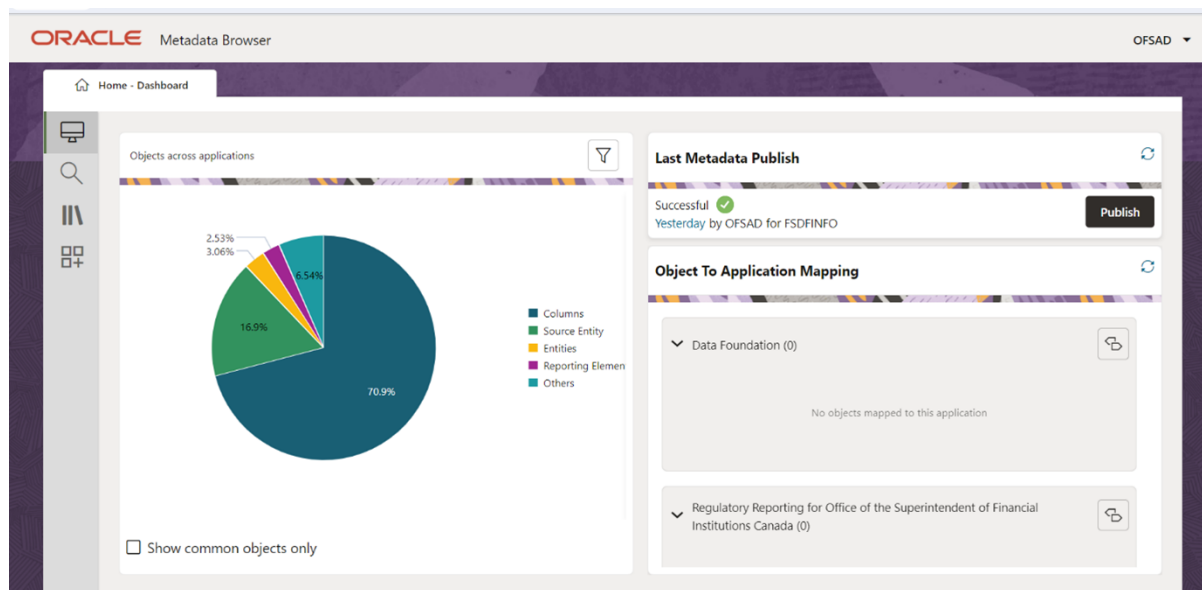 ORACLE Metadata Browser
OFSAD
Home - Dashboard
Objects across applications
2.53%
3.06%
6.54%
16.9%
70.9%
Columns
Source Entity
Entities
Reporting Elemen
Others
Show common objects only
Last Metadata Publish
Successful
Yesterday by OFSAD for FSDFINFO
Publish
Object To Application Mapping
Data Foundation (0)
No objects mapped to this application
Regulatory Reporting for Office of the Superintendent of Financial
Institutions Canada (0)